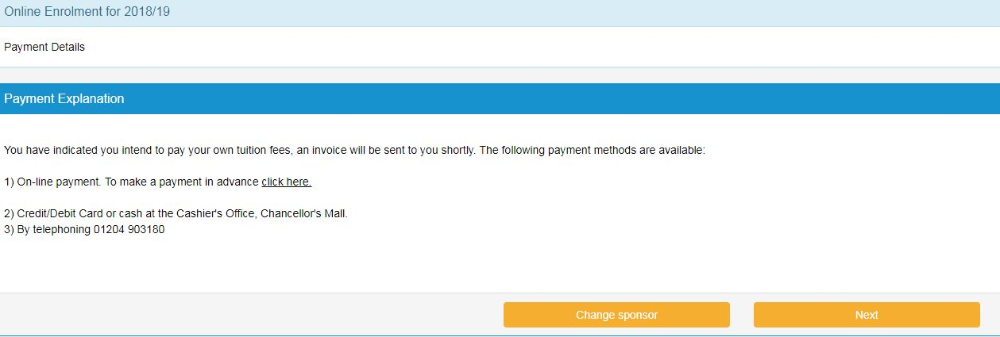 Online Enrolment for 2018/19
Payment Details
Payment Explanation
You have indicated you intend to pay your own tuition fees, an invoice will be sent to you shortly. The following payment methods are available:
1) On-line payment. To make a payment in advance click here.
2) Credit/Debit Card or cash at the Cashier's Office, Chancellor's Mall.
3) By telephoning 01204 903180
Change sponsor
Next